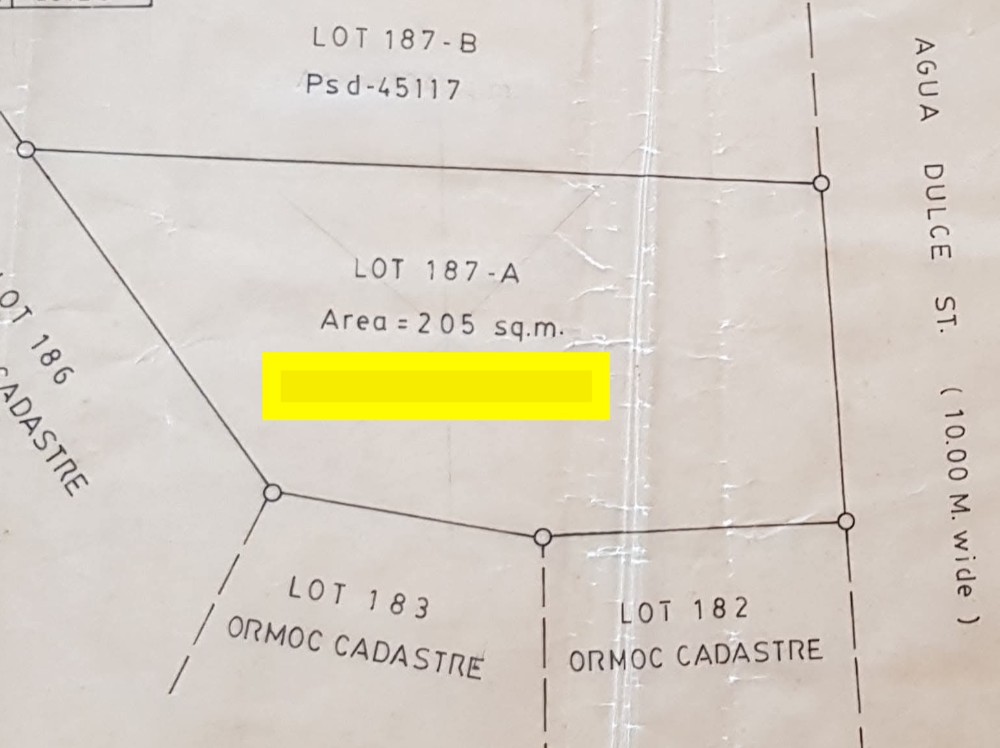 LOT 187-B
Psd-45117
LOT 187-A
Area = 205 sq.m.
LOT 186
CADASTRE
LOT 183
ORMOC CADASTRE
LOT 182
ORMOC CADASTRE
AGUA DULCE ST. (10.00 M. wide)